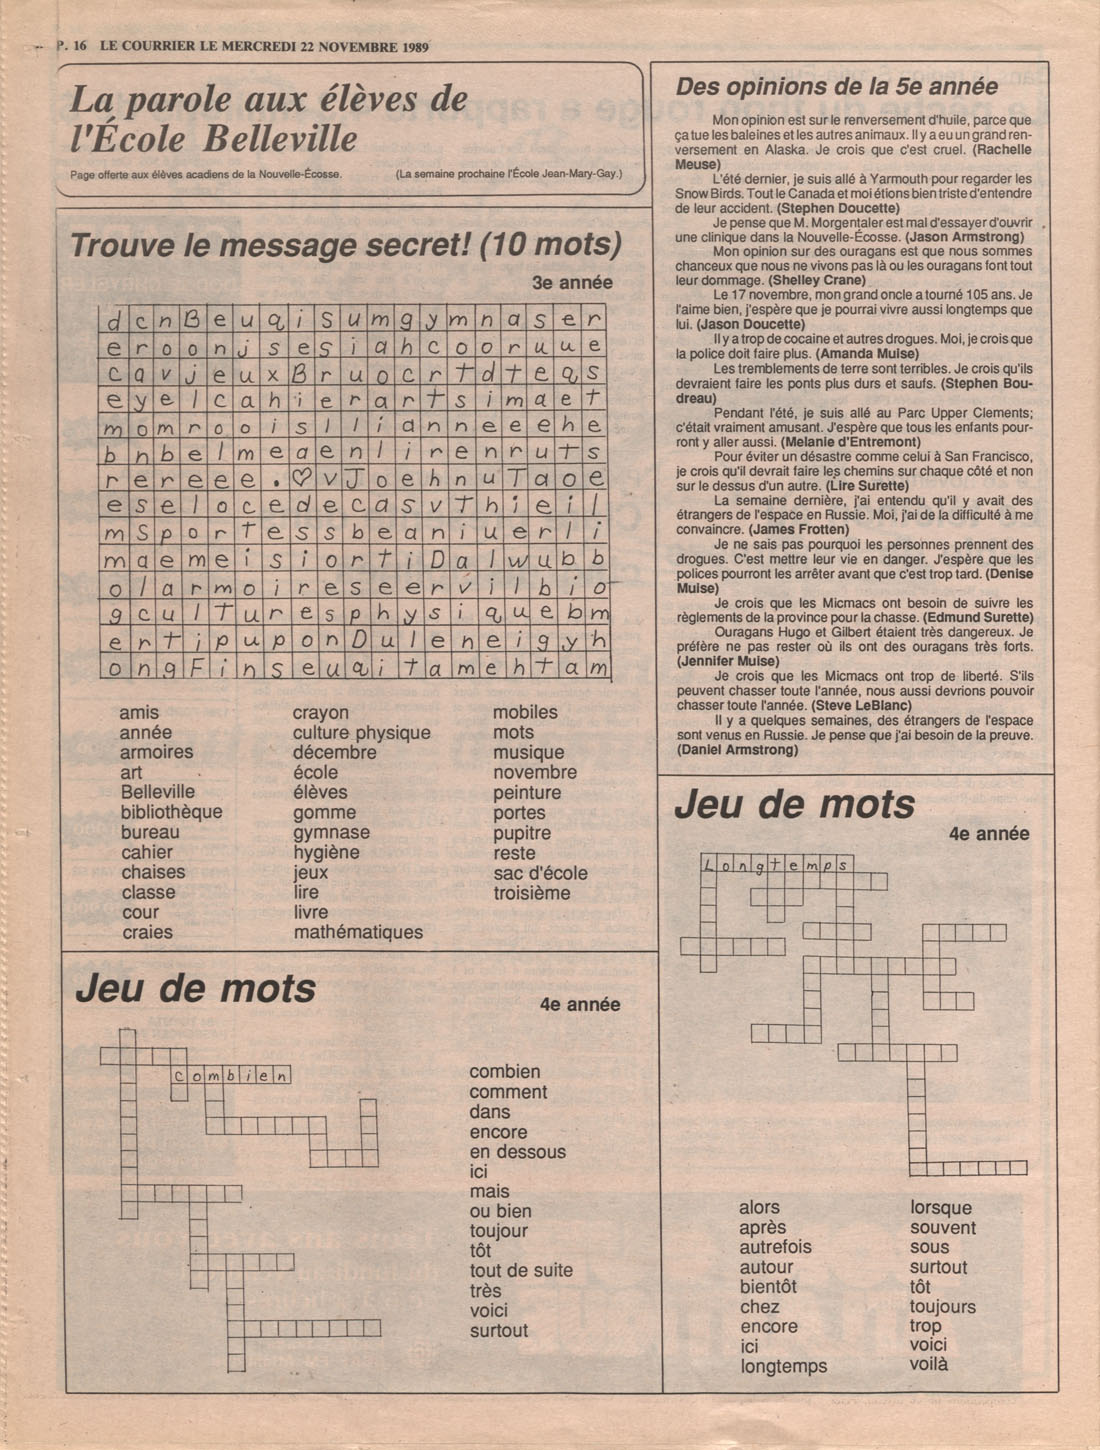 P. 16 LE COURRIER LE MERCREDI 22 NOVEMBRE 1989
La parole aux élèves de
l'École Belleville
Page offerte aux élèves acadiens de la Nouvelle-Écosse. (La semaine prochaine l'École Jean-Mary-Gay.)
Trouve le message secret! (10 mots)
3e année
d c n B e u q i S u m g y m n a s e r
e r o o n j s e s i a h c o o r u u e
c a v j e u x B r u o c r t d t e q s
e y e l c a h i e r a r t s i m a e t
m o m r o o i s l l i a n n e e e h e
b n b e l m e a e n l i r e n r u t s
r e r e e e . ♡ v J o e h n u T a o e
e s e l o c e d e c a s v T h i e i l
m S p o r t e s s b e a n i u e r l i
m a e m e i s i o r t i D a l w u b b
o l a r m o i r e s e e r v i l b i o
g c u l t u r e s p h y s i q u e b m
e r t i p u p o n D u l e n e i g y h
o n g F i n s e u q i t a m e h t a m
amis
année
armoires
art
Belleville
bibliothèque
bureau
cahier
chaises
classe
cour
craies
crayon
culture physique
décembre
école
élèves
gomme
gymnase
hygiène
jeux
lire
livre
mathématiques
mobiles
mots
musique
novembre
peinture
portes
pupitre
reste
sac d'école
troisième
Jeu de mots
4e année
combien
combien
comment
dans
encore
en dessous
ici
mais
ou bien
toujour
tôt
tout de suite
très
voici
surtout
Des opinions de la 5e année
Mon opinion est sur le renversement d'huile, parce que
ça tue les baleines et les autres animaux. Il y a eu un grand ren-
versement en Alaska. Je crois que c'est cruel. (Rachelle
Meuse)
L'été dernier, je suis allé à Yarmouth pour regarder les
Snow Birds. Tout le Canada et moi étions bien triste d'entendre
de leur accident. (Stephen Doucette)
Je pense que M. Morgentaler est mal d'essayer d'ouvrir
une clinique dans la Nouvelle-Écosse. (Jason Armstrong)
Mon opinion sur des ouragans est que nous sommes
chanceux que nous ne vivons pas là ou les ouragans font tout
leur dommage. (Shelley Crane)
Le 17 novembre, mon grand oncle a tourné 105 ans. Je
l'aime bien, j'espère que je pourrai vivre aussi longtemps que
lui. (Jason Doucette)
Il y a trop de cocaine et autres drogues. Moi, je crois que
la police doit faire plus. (Amanda Muise)
Les tremblements de terre sont terribles. Je crois qu'ils
devraient faire les ponts plus durs et saufs. (Stephen Bou-
dreau)
Pendant l'été, je suis allé au Parc Upper Clements;
c'était vraiment amusant. J'espère que tous les enfants pour-
ront y aller aussi. (Melanie d'Entremont)
Pour éviter un désastre comme celui à San Francisco,
je crois qu'il devrait faire les chemins sur chaque côté et non
sur le dessus d'un autre. (Lire Surette)
La semaine dernière, j'ai entendu qu'il y avait des
étrangers de l'espace en Russie. Moi, j'ai de la difficulté à me
convaincre. (James Frotten)
Je ne sais pas pourquoi les personnes prennent des
drogues. C'est mettre leur vie en danger. J'espère que les
polices pourront les arrêter avant que c'est trop tard. (Denise
Muise)
Je crois que les Micmacs ont besoin de suivre les
règlements de la province pour la chasse. (Edmund Surette)
Ouragans Hugo et Gilbert étaient très dangereux. Je
préfère ne pas rester où ils ont des ouragans très forts.
(Jennifer Muise)
Je crois que les Micmacs ont trop de liberté. S'ils
peuvent chasser toute l'année, nous aussi devrions pouvoir
chasser toute l'année. (Steve LeBlanc)
Il y a quelques semaines, des étrangers de l'espace
sont venus en Russie. Je pense que j'ai besoin de la preuve.
(Daniel Armstrong)
Jeu de mots
4e année
Longtemps
alors
après
autrefois
autour
bientôt
chez
encore
ici
longtemps
lorsque
souvent
sous
surtout
tôt
toujours
trop
voici
voilà